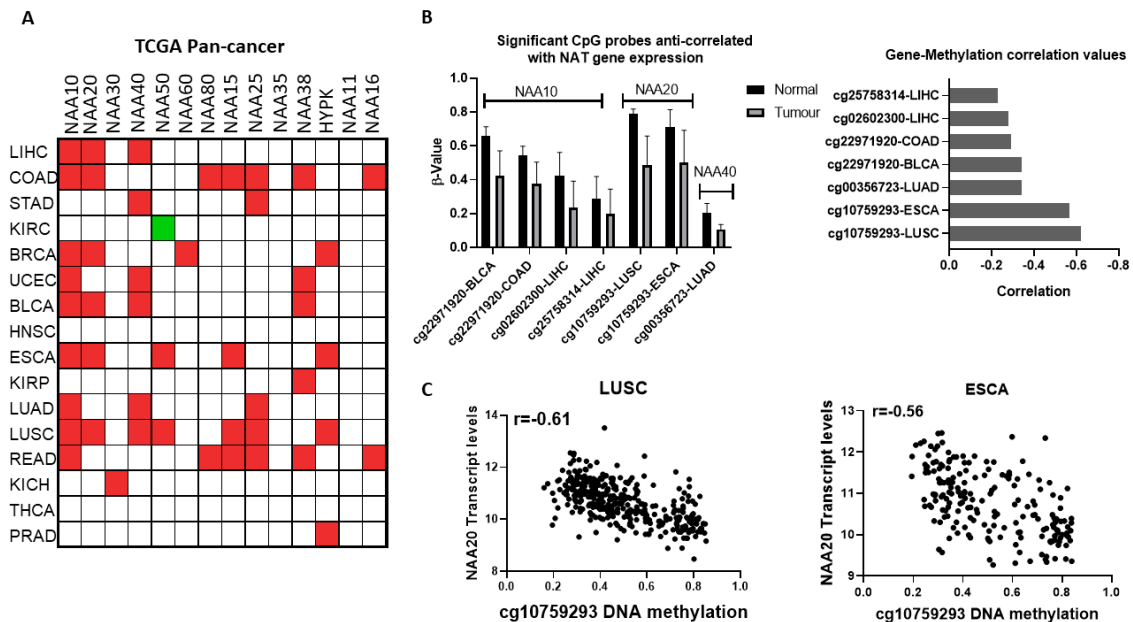 A
TCGA Pan-cancer
NAA10
NAA20
NAA30
NAA40
NAA50
NAA60
NAA80
NAA15
NAA25
NAA35
NAA38
HYPK
NAA11
NAA16
LIHC
COAD
STAD
KIRC
BRCA
UCEC
BLCA
HNSC
ESCA
KIRP
LUAD
LUSC
READ
KICH
THCA
PRAD
B
Significant CpG probes anti-correlated
with NAT gene expression
NAA10
NAA20
NAA40
Normal
Tumour
β-Value
1.0
0.8
0.6
0.4
0.2
0.0
cg22971920-BLCA
cg22971920-COAD
cg02602300-LIHC
cg25758314-LIHC
cg10759293-LUSC
cg10759293-ESCA
cg00356723-LUAD
Gene-Methylation correlation values
cg25758314-LIHC
cg02602300-LIHC
cg22971920-COAD
cg22971920-BLCA
cg00356723-LUAD
cg10759293-ESCA
cg10759293-LUSC
0.0 -0.2 -0.4 -0.6 -0.8
Correlation
C
LUSC
r=-0.61
NAA20 Transcript levels
14
12
10
8
0.0 0.2 0.4 0.6 0.8 1.0
cg10759293 DNA methylation
ESCA
r=-0.56
NAA20 Transcript levels
13
12
11
10
9
0.0 0.2 0.4 0.6 0.8 1.0
cg10759293 DNA methylation